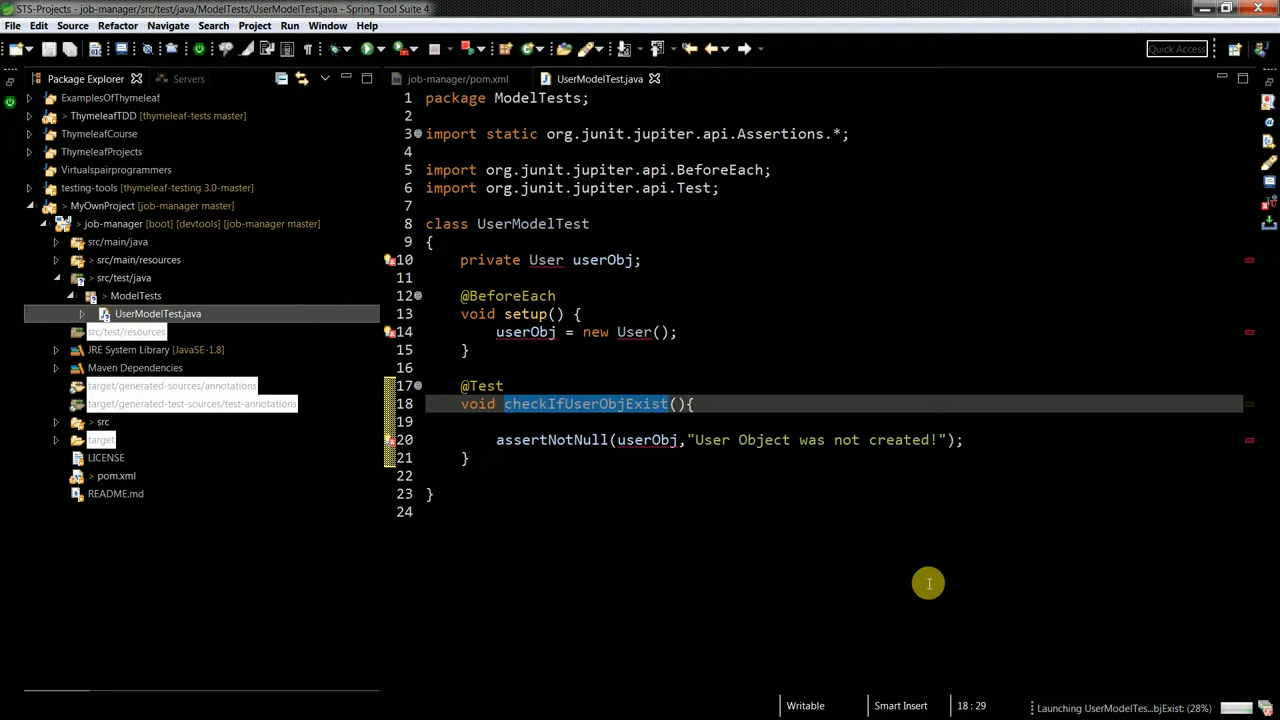 STS-Projects - job-manager/src/test/java/ModelTests/UserModelTest.java - Spring Tool Suite 4
File Edit Source Refactor Navigate Search Project Run Window Help
Quick Access
Package Explorer
Servers
job-manager/pom.xml
UserModelTest.java
ExamplesOfThymeleaf
> ThymeleafTDD [thymeleaf-tests master]
ThymeleafCourse
ThymeleafProjects
Virtualspairprogrammers
testing-tools [thymeleaf-testing 3.0-master]
> MyOwnProject [job-manager master]
> job-manager [boot] [devtools] [job-manager master]
src/main/java
> src/main/resources
> src/test/java
> ModelTests
UserModelTest.java
src/test/resources
JRE System Library [JavaSE-1.8]
Maven Dependencies
target/generated-sources/annotations
target/generated-test-sources/test-annotations
> src
target
LICENSE
> pom.xml
README.md
1 package ModelTests;
2
3 import static org.junit.jupiter.api.Assertions.*;
4
5 import org.junit.jupiter.api.BeforeEach;
6 import org.junit.jupiter.api.Test;
7
8 class UserModelTest
9 {
10 private User userObj;
11
12 @BeforeEach
13 void setup() {
14 userObj = new User();
15 }
16
17 @Test
18 void checkIfUserObjExist(){
19
20 assertNotNull(userObj,"User Object was not created!");
21 }
22
23 }
24
Writable
Smart Insert
18 : 29
Launching UserModelTes...bjExist: (28%)